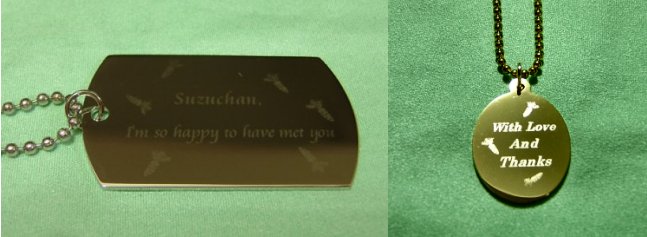 Suzuchan,
I'm so happy to have met you
With Love
And
Thanks